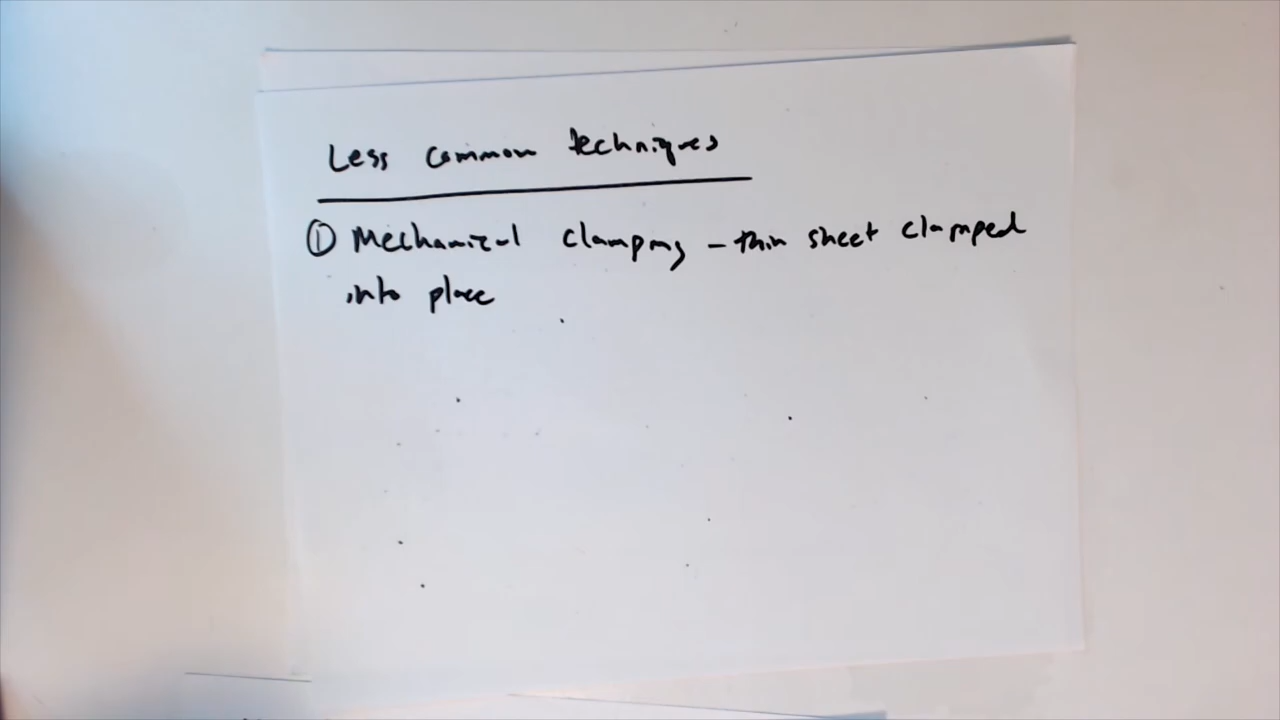 Less common techniques
① Mechanical clamping - thin sheet clamped
into place